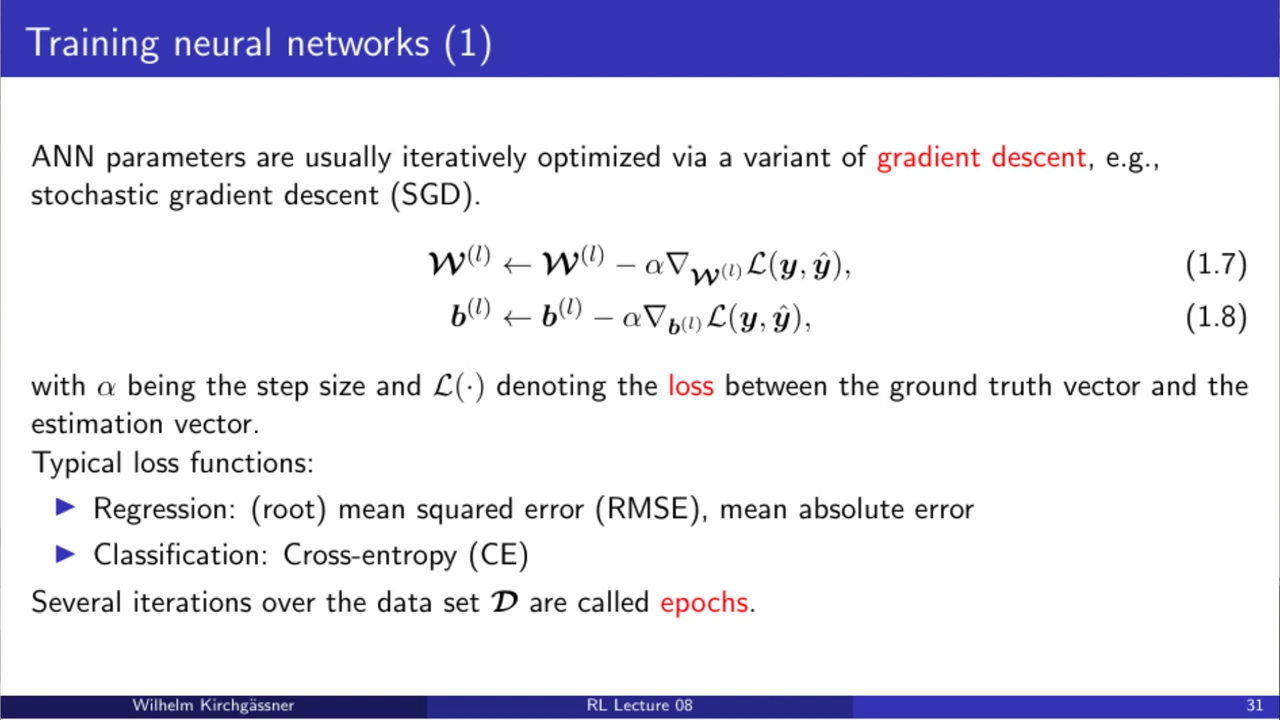 Training neural networks (1)
ANN parameters are usually iteratively optimized via a variant of gradient descent, e.g.,
stochastic gradient descent (SGD).
𝓦^(l) ← 𝓦^(l) − α∇_𝓦^(l) ℒ(𝒚, 𝒚̂), (1.7)
𝒃^(l) ← 𝒃^(l) − α∇_𝒃^(l) ℒ(𝒚, 𝒚̂), (1.8)
with α being the step size and ℒ(·) denoting the loss between the ground truth vector and the
estimation vector.
Typical loss functions:
▶ Regression: (root) mean squared error (RMSE), mean absolute error
▶ Classification: Cross-entropy (CE)
Several iterations over the data set 𝓓 are called epochs.
Wilhelm Kirchgässner RL Lecture 08 31